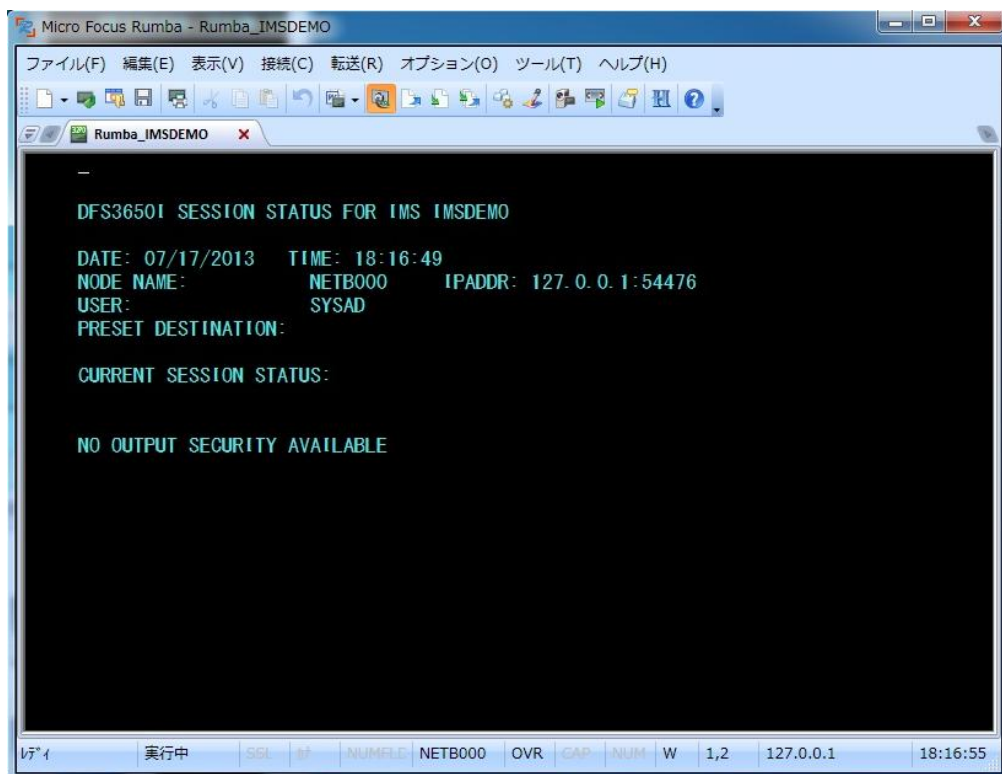 Micro Focus Rumba - Rumba_IMSDEMO
ファイル(F) 編集(E) 表示(V) 接続(C) 転送(R) オプション(O) ツール(T) ヘルプ(H)
Rumba_IMSDEMO
DFS3650I SESSION STATUS FOR IMS IMSDEMO
DATE: 07/17/2013 TIME: 18:16:49
NODE NAME: NETB000 IPADDR: 127.0.0.1:54476
USER: SYSAD
PRESET DESTINATION:
CURRENT SESSION STATUS:
NO OUTPUT SECURITY AVAILABLE
ﾚﾃﾞｨ 実行中 SSL ｶﾅ NUMFLD NETB000 OVR CAP NUM W 1,2 127.0.0.1 18:16:55